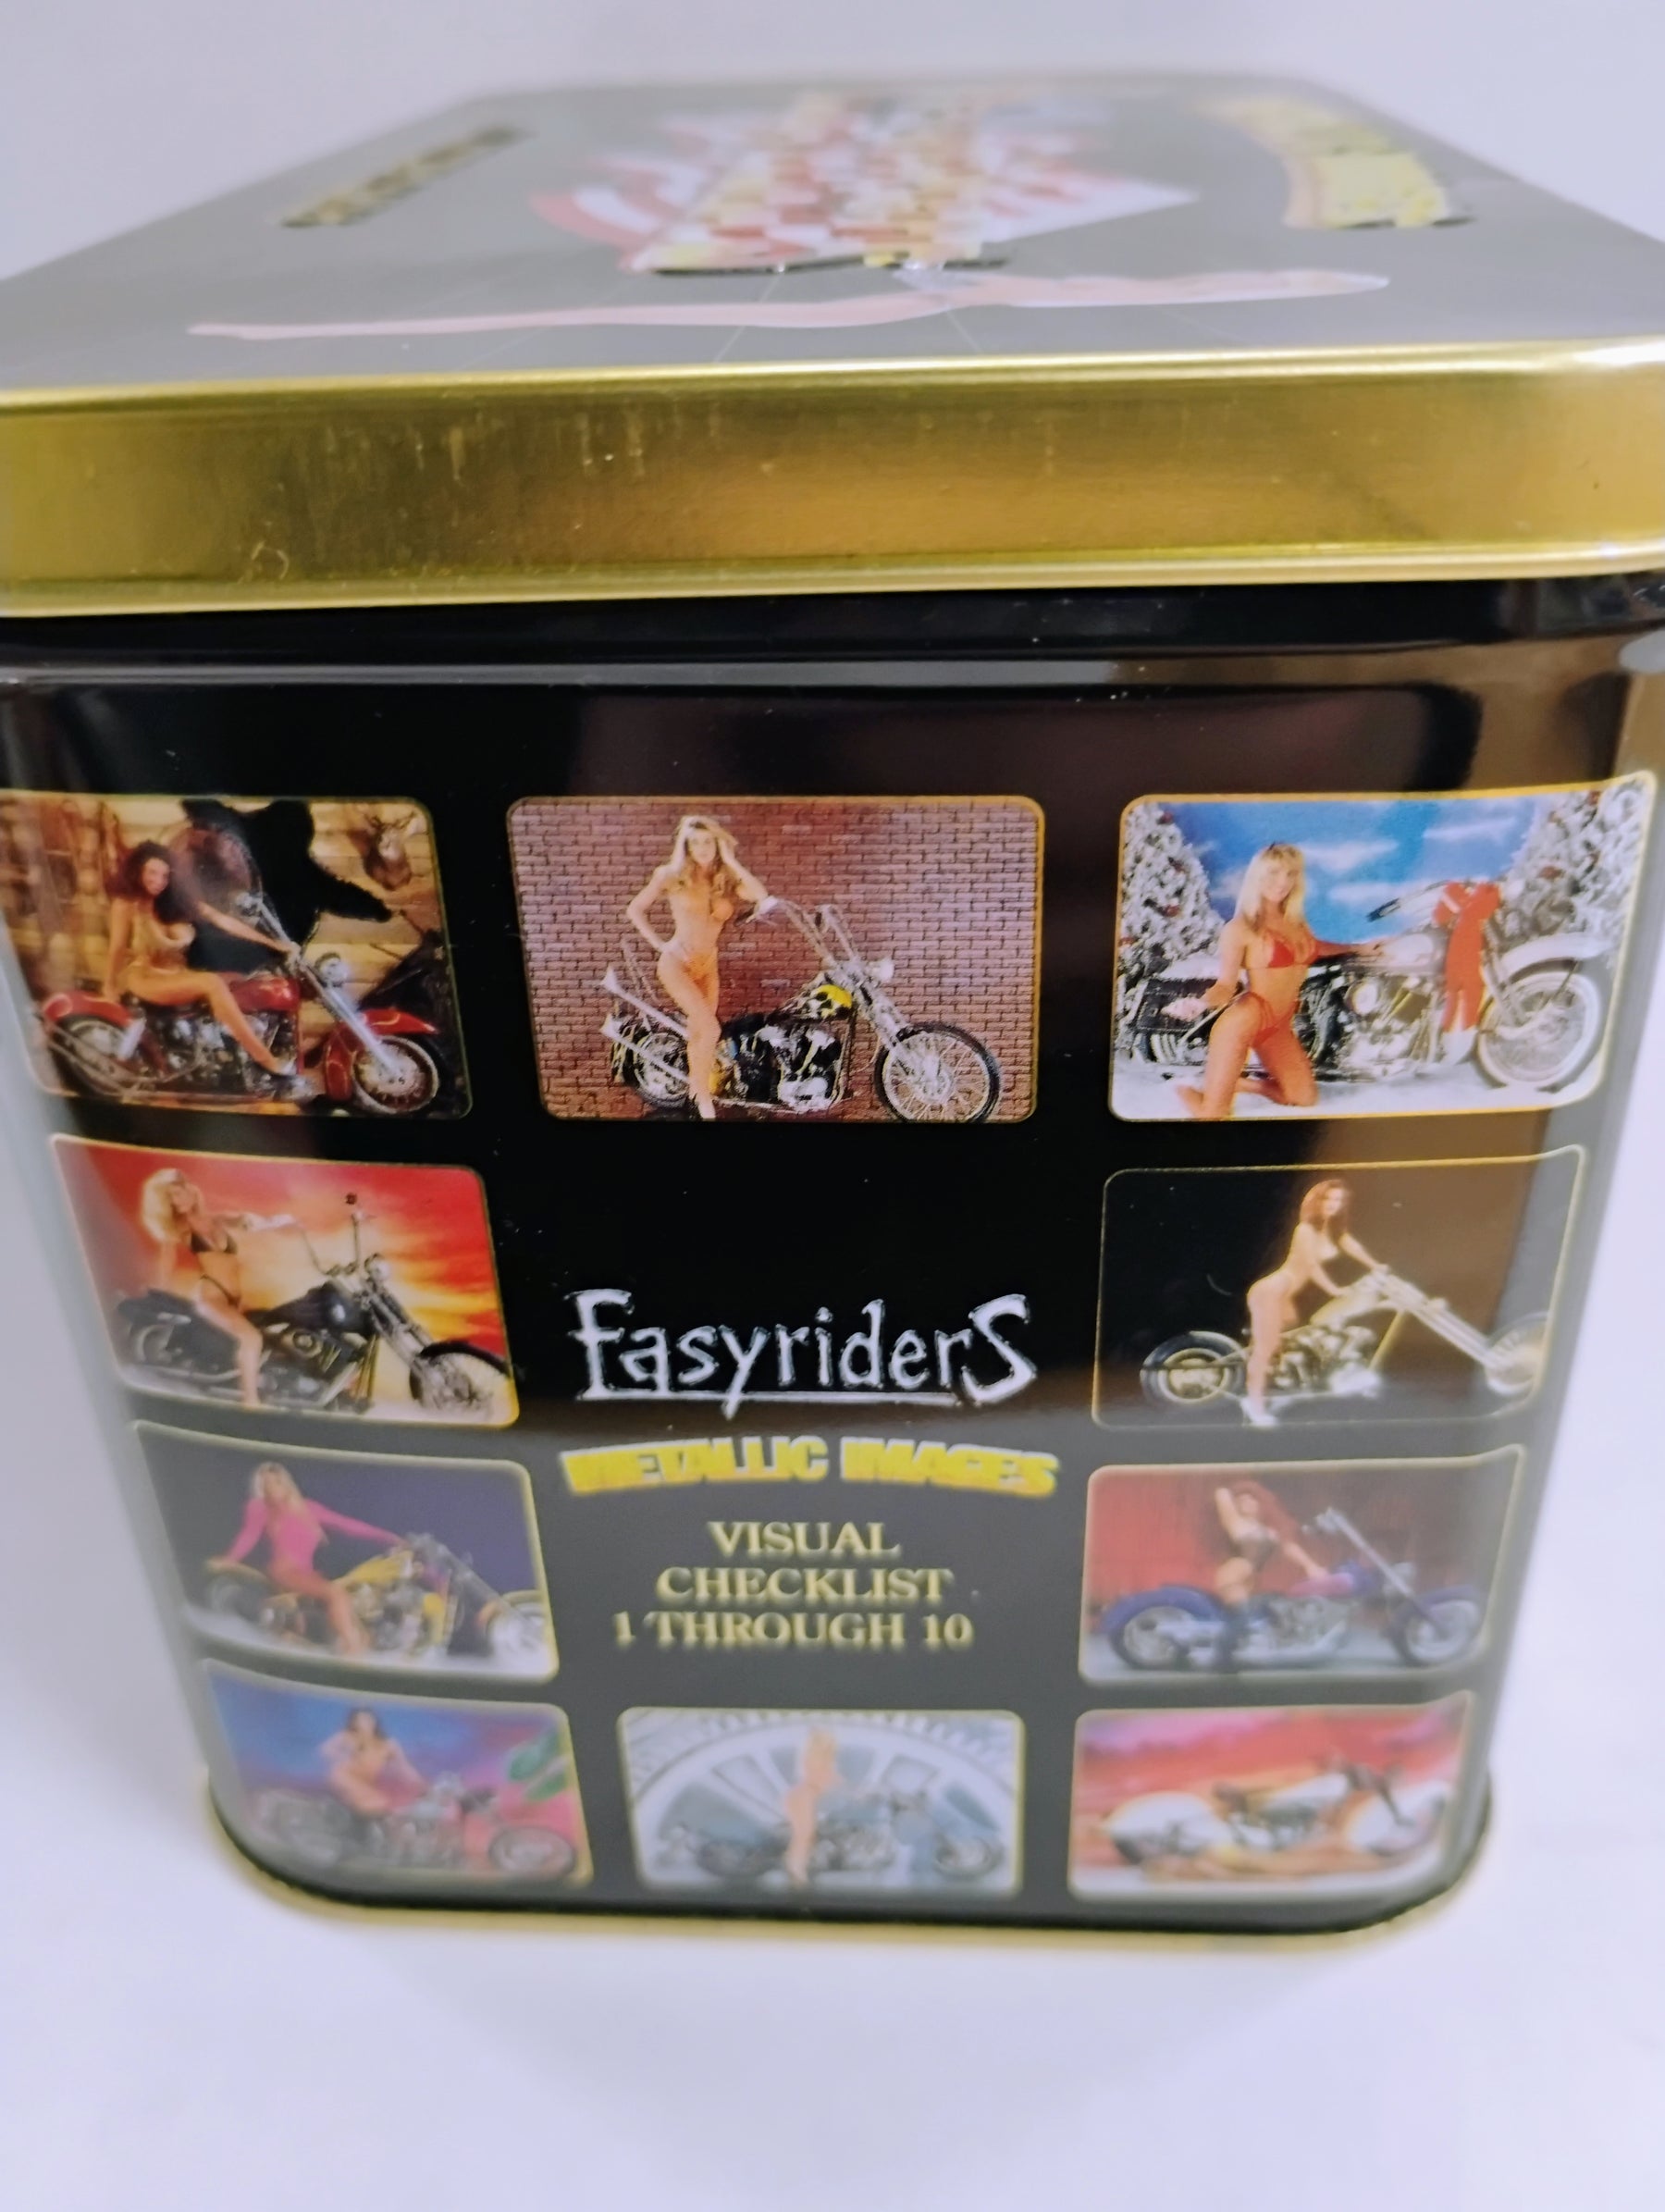 Easyriders
METALLIC IMAGES
VISUAL
CHECKLIST
1 THROUGH 10